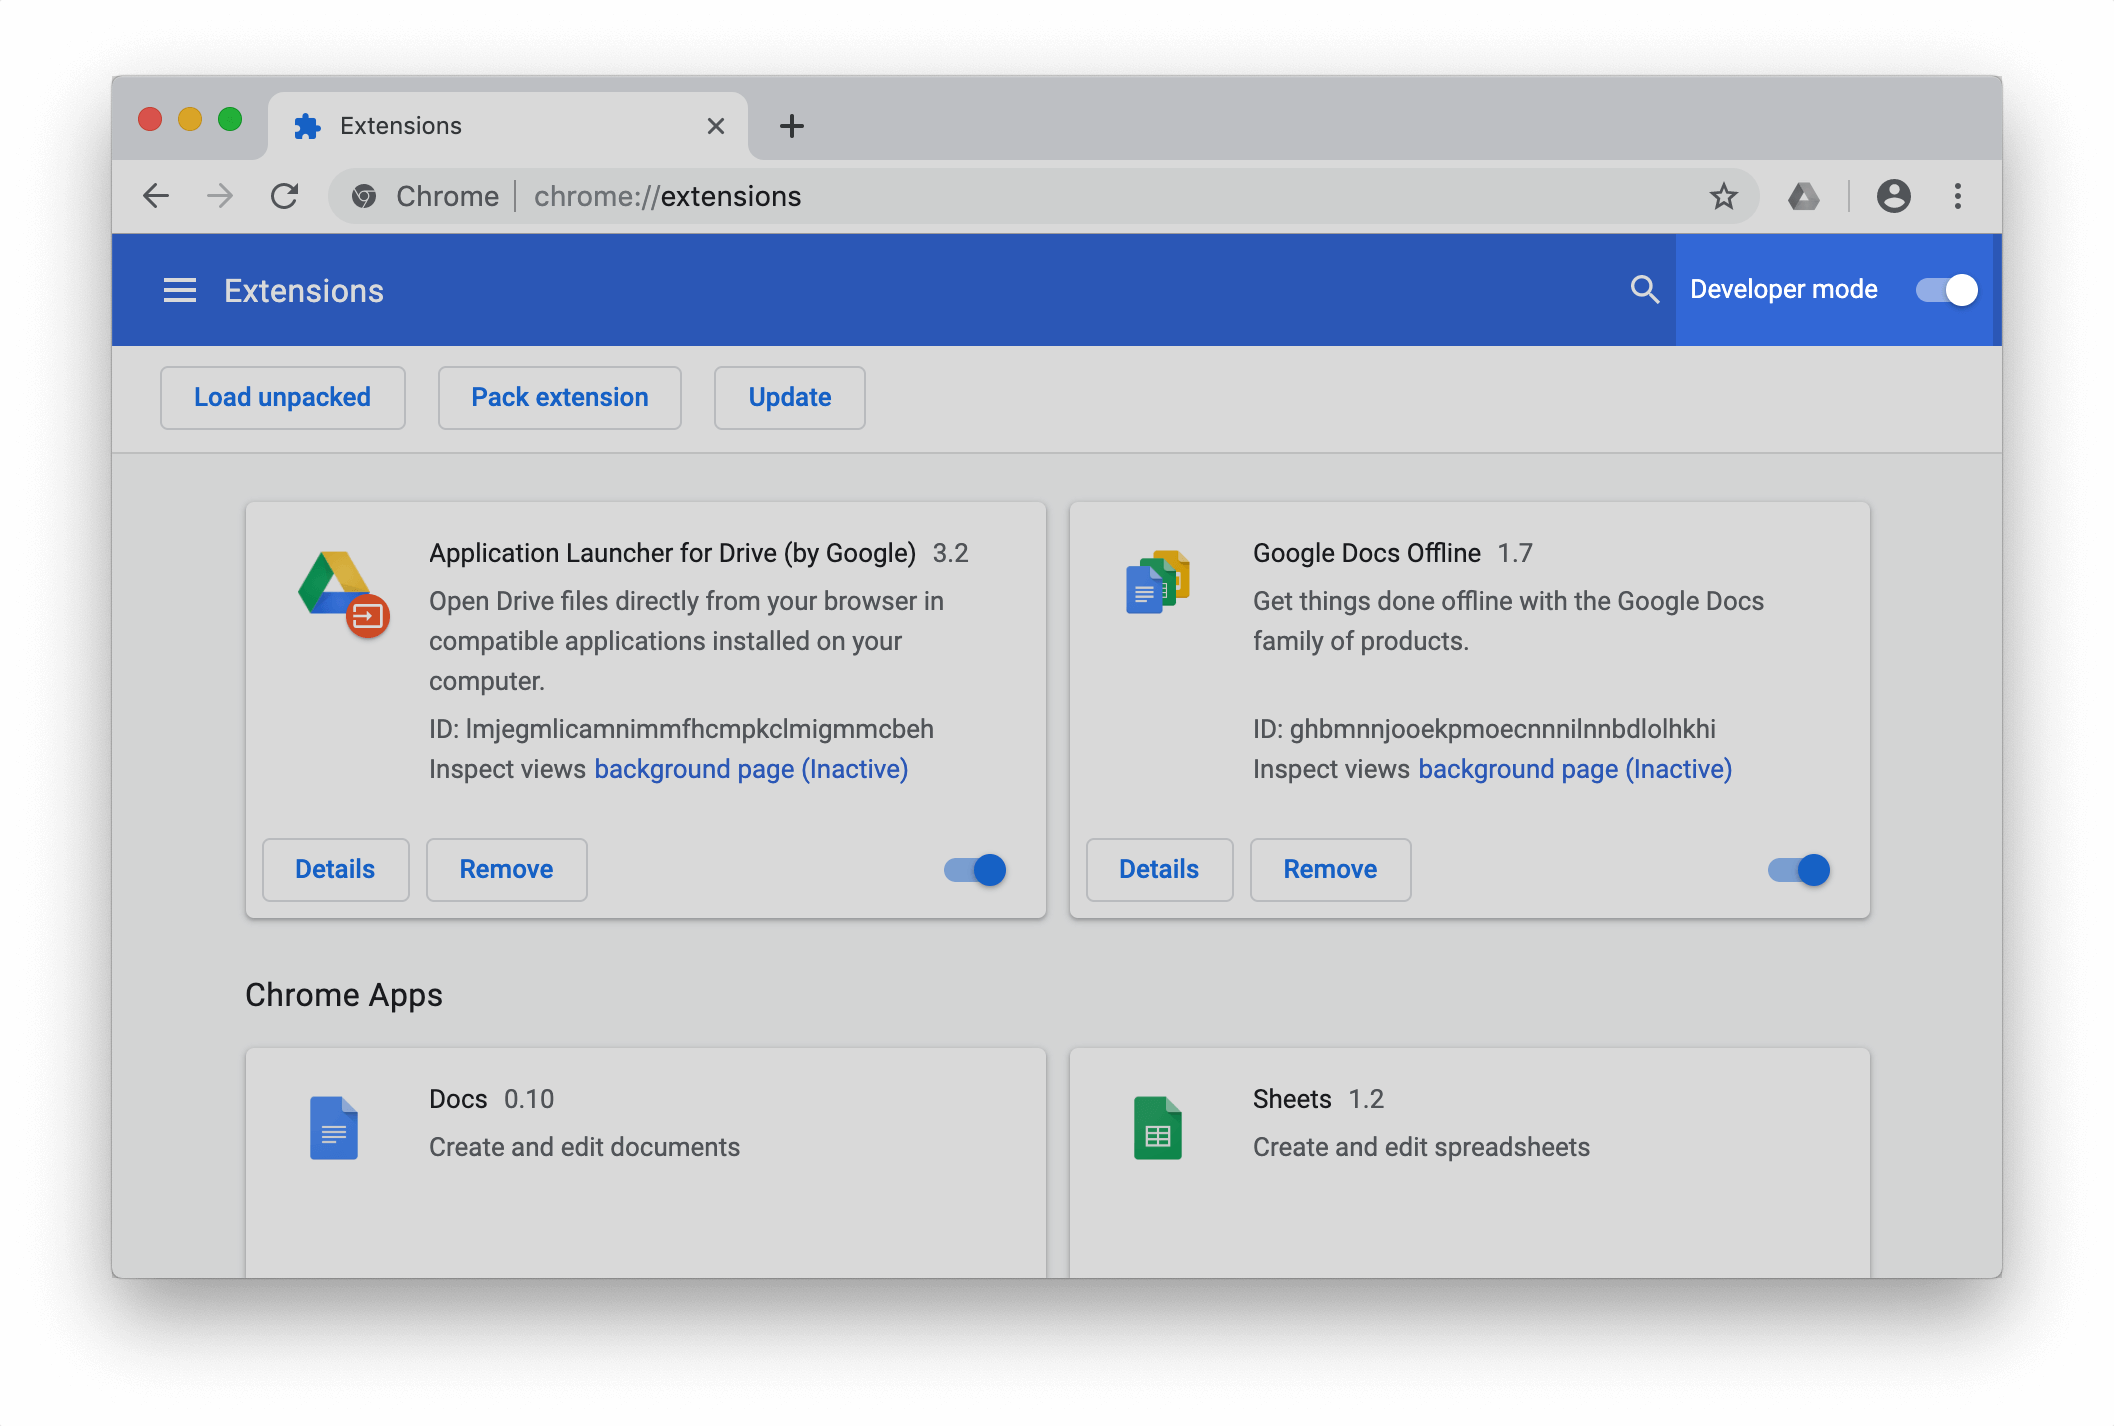 Extensions
Chrome chrome://extensions
Extensions
Developer mode
Load unpacked
Pack extension
Update
Application Launcher for Drive (by Google) 3.2
Open Drive files directly from your browser in
compatible applications installed on your
computer.
ID: lmjegmlicamnimmfhcmpkclmigmmcbeh
Inspect views background page (Inactive)
Details
Remove
Google Docs Offline 1.7
Get things done offline with the Google Docs
family of products.
ID: ghbmnnjooekpmoecnnnilnnbdlolhkhi
Inspect views background page (Inactive)
Details
Remove
Chrome Apps
Docs 0.10
Create and edit documents
Sheets 1.2
Create and edit spreadsheets